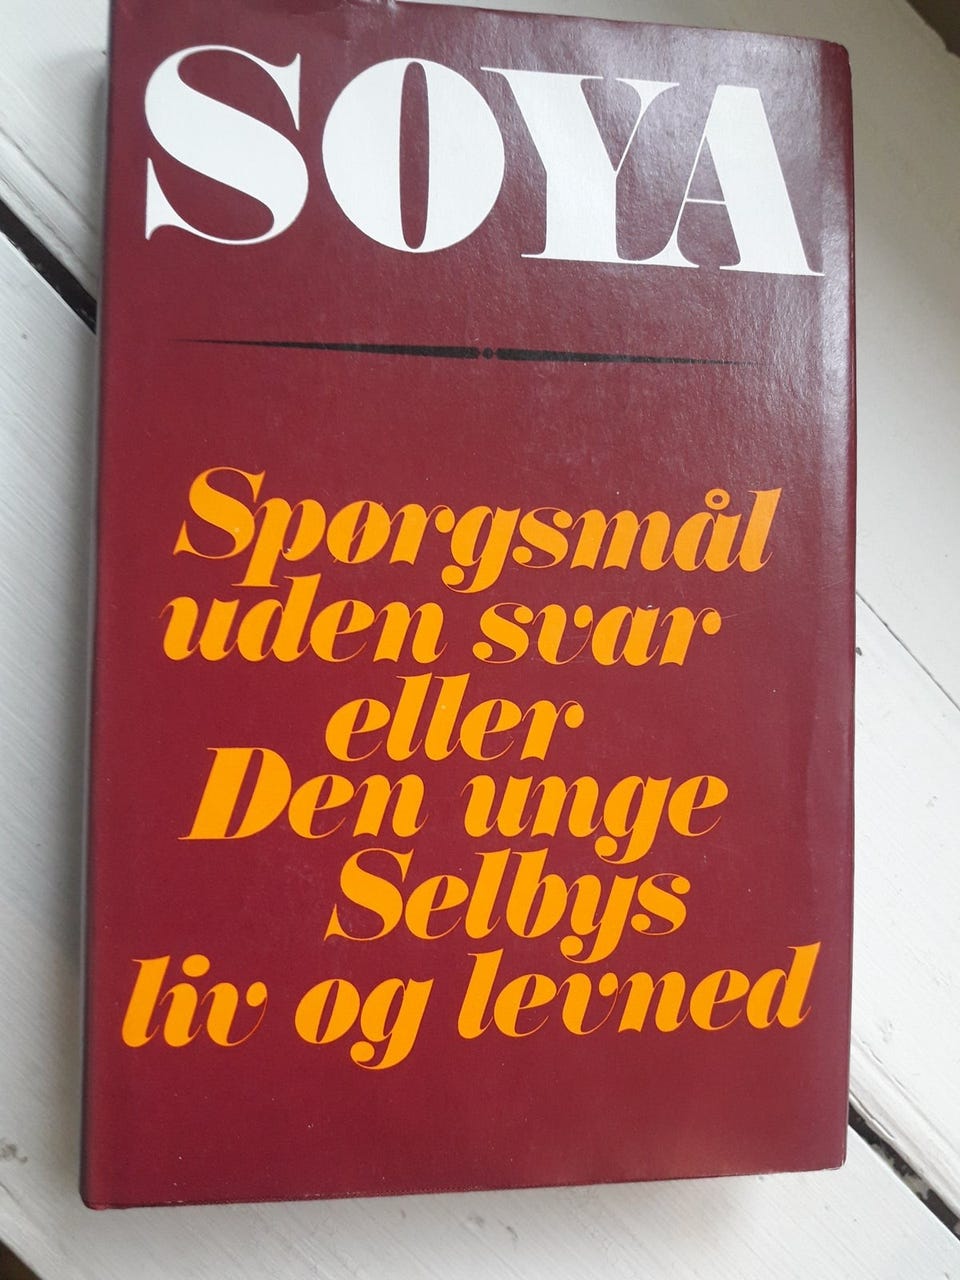 SOYA
Spørgsmål
uden svar
eller
Den unge
Selbys
liv og levned